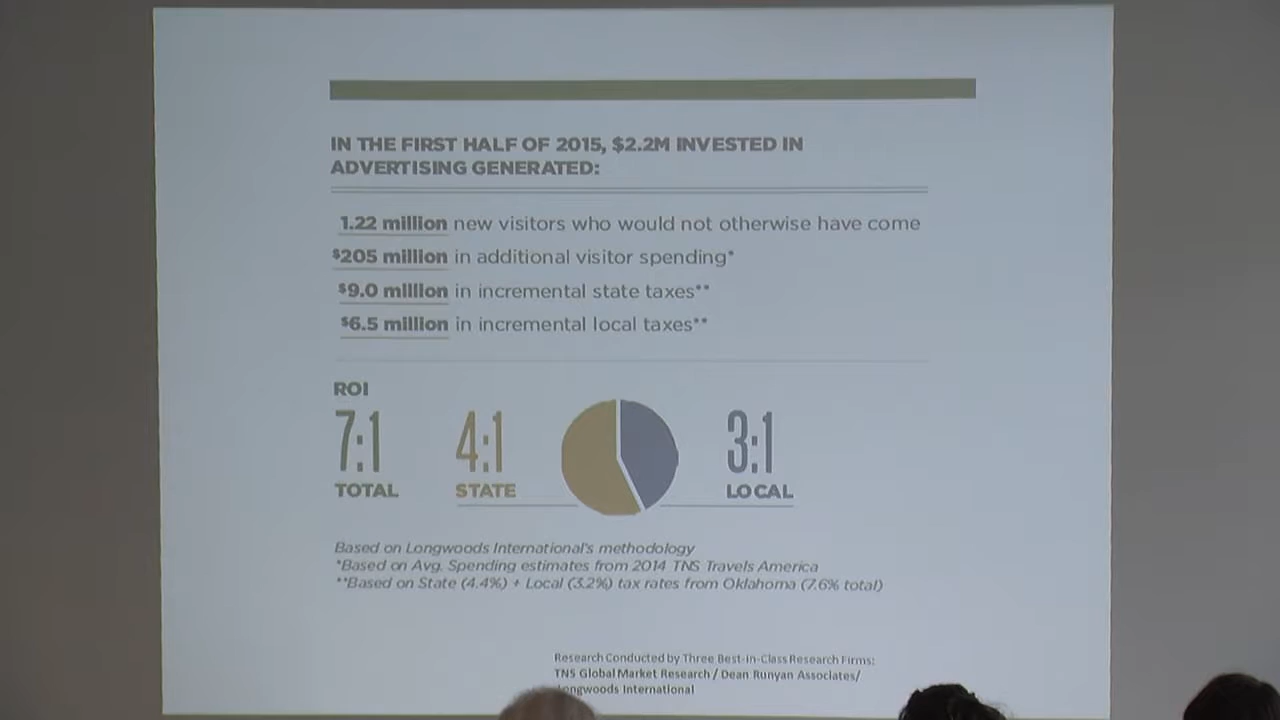 IN THE FIRST HALF OF 2015, $2.2M INVESTED IN
ADVERTISING GENERATED:
1.22 million new visitors who would not otherwise have come
$205 million in additional visitor spending*
$9.0 million in incremental state taxes**
$6.5 million in incremental local taxes**
ROI
7:1 4:1 3:1
TOTAL STATE LOCAL
Based on Longwoods International's methodology
*Based on Avg. Spending estimates from 2014 TNS Travels America
**Based on State (4.4%) + Local (3.2%) tax rates from Oklahoma (7.6% total)
Research Conducted by Three Best-in-Class Research Firms:
TNS Global Market Research / Dean Runyan Associates/
Longwoods International